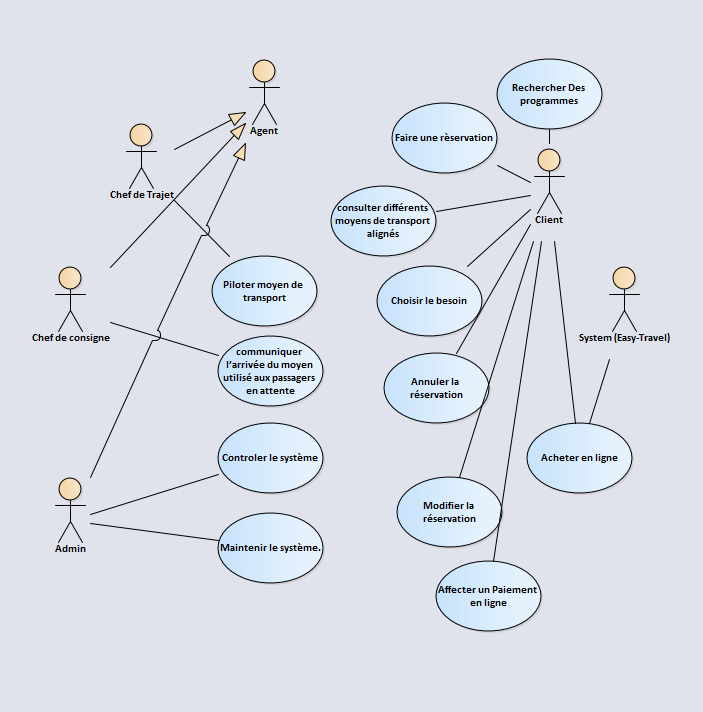 Agent
Chef de Trajet
Chef de consigne
Admin
Piloter moyen de
transport
communiquer
l'arrivée du moyen
utilisé aux passagers
en attente
Controler le système
Maintenir le système.
Rechercher Des
programmes
Faire une rèservation
Client
consulter différents
moyens de transport
alignés
Choisir le besoin
System (Easy-Travel)
Annuler la
réservation
Acheter en ligne
Modifier la
réservation
Affecter un Paiement
en ligne